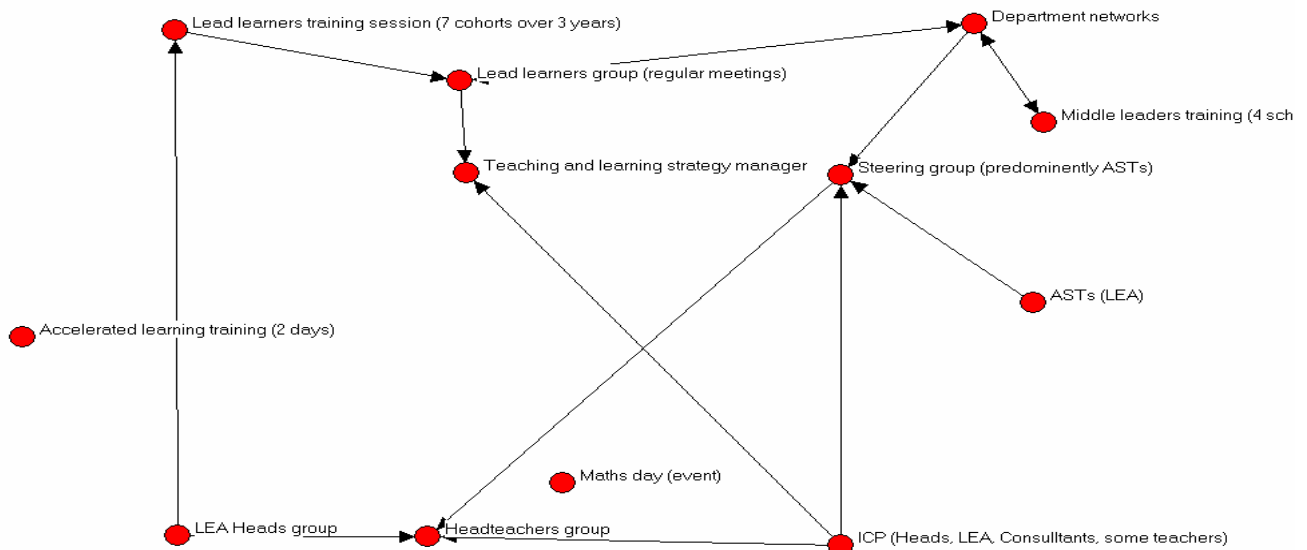 Lead learners training session (7 cohorts over 3 years)
Department networks
Lead learners group (regular meetings)
Middle leaders training (4 sch
Teaching and learning strategy manager
Steering group (predominently ASTs)
ASTs (LEA)
Accelerated learning training (2 days)
Maths day (event)
LEA Heads group
Headteachers group
ICP (Heads, LEA, Consulltants, some teachers)